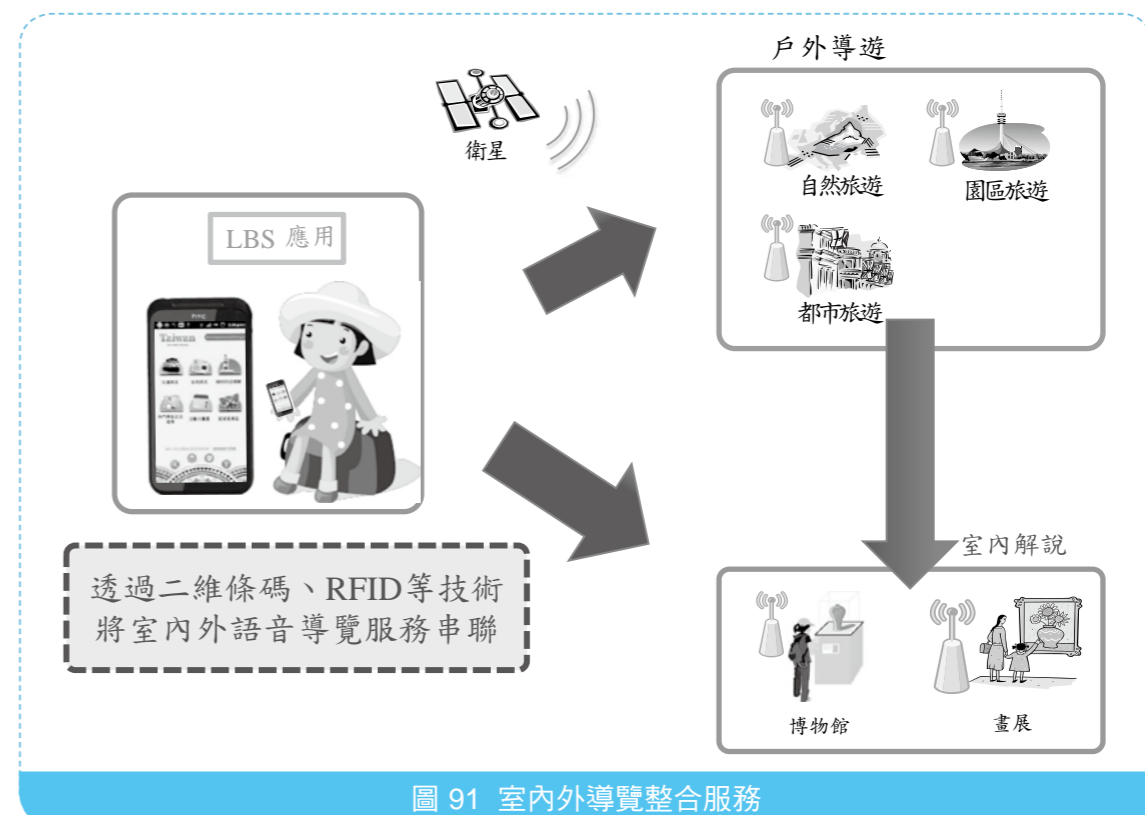 戶外導遊
衛星
自然旅遊
園區旅遊
都市旅遊
LBS 應用
hTC
Taiwan
透過二維條碼、RFID等技術
將室內外語音導覽服務串聯
室內解說
博物館
畫展
圖 91 室內外導覽整合服務